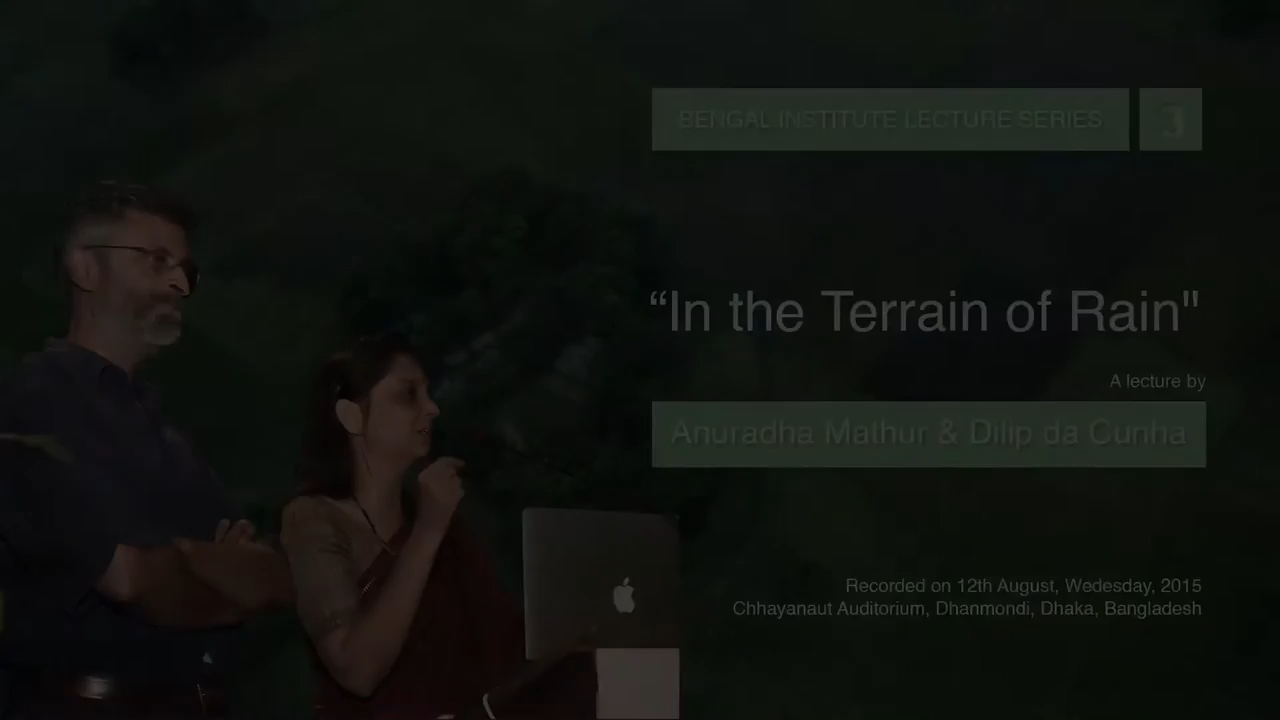 BENGAL INSTITUTE LECTURE SERIES 3
“In the Terrain of Rain"
A lecture by
Anuradha Mathur & Dilip da Cunha
Recorded on 12th August, Wedesday, 2015
Chhayanaut Auditorium, Dhanmondi, Dhaka, Bangladesh